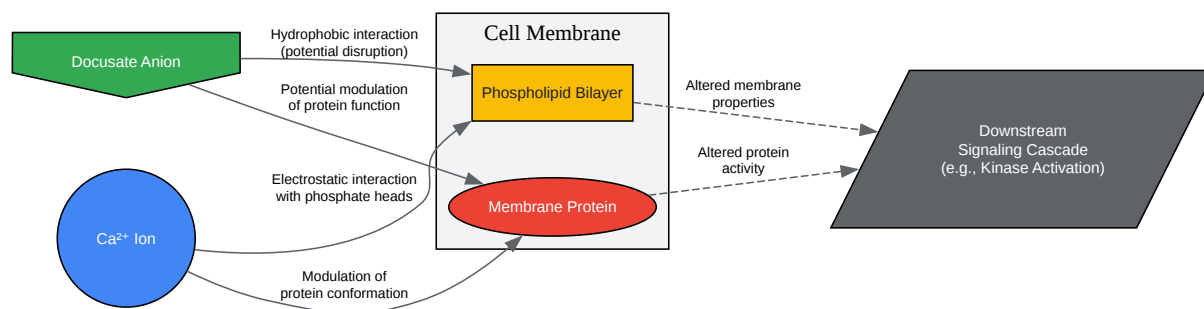 Docusate Anion
Hydrophobic interaction
(potential disruption)
Potential modulation
of protein function
Cell Membrane
Phospholipid Bilayer
Altered membrane
properties
Downstream
Signaling Cascade
(e.g., Kinase Activation)
Altered protein
activity
Electrostatic interaction
with phosphate heads
Membrane Protein
Ca²⁺ Ion
Modulation of
protein conformation